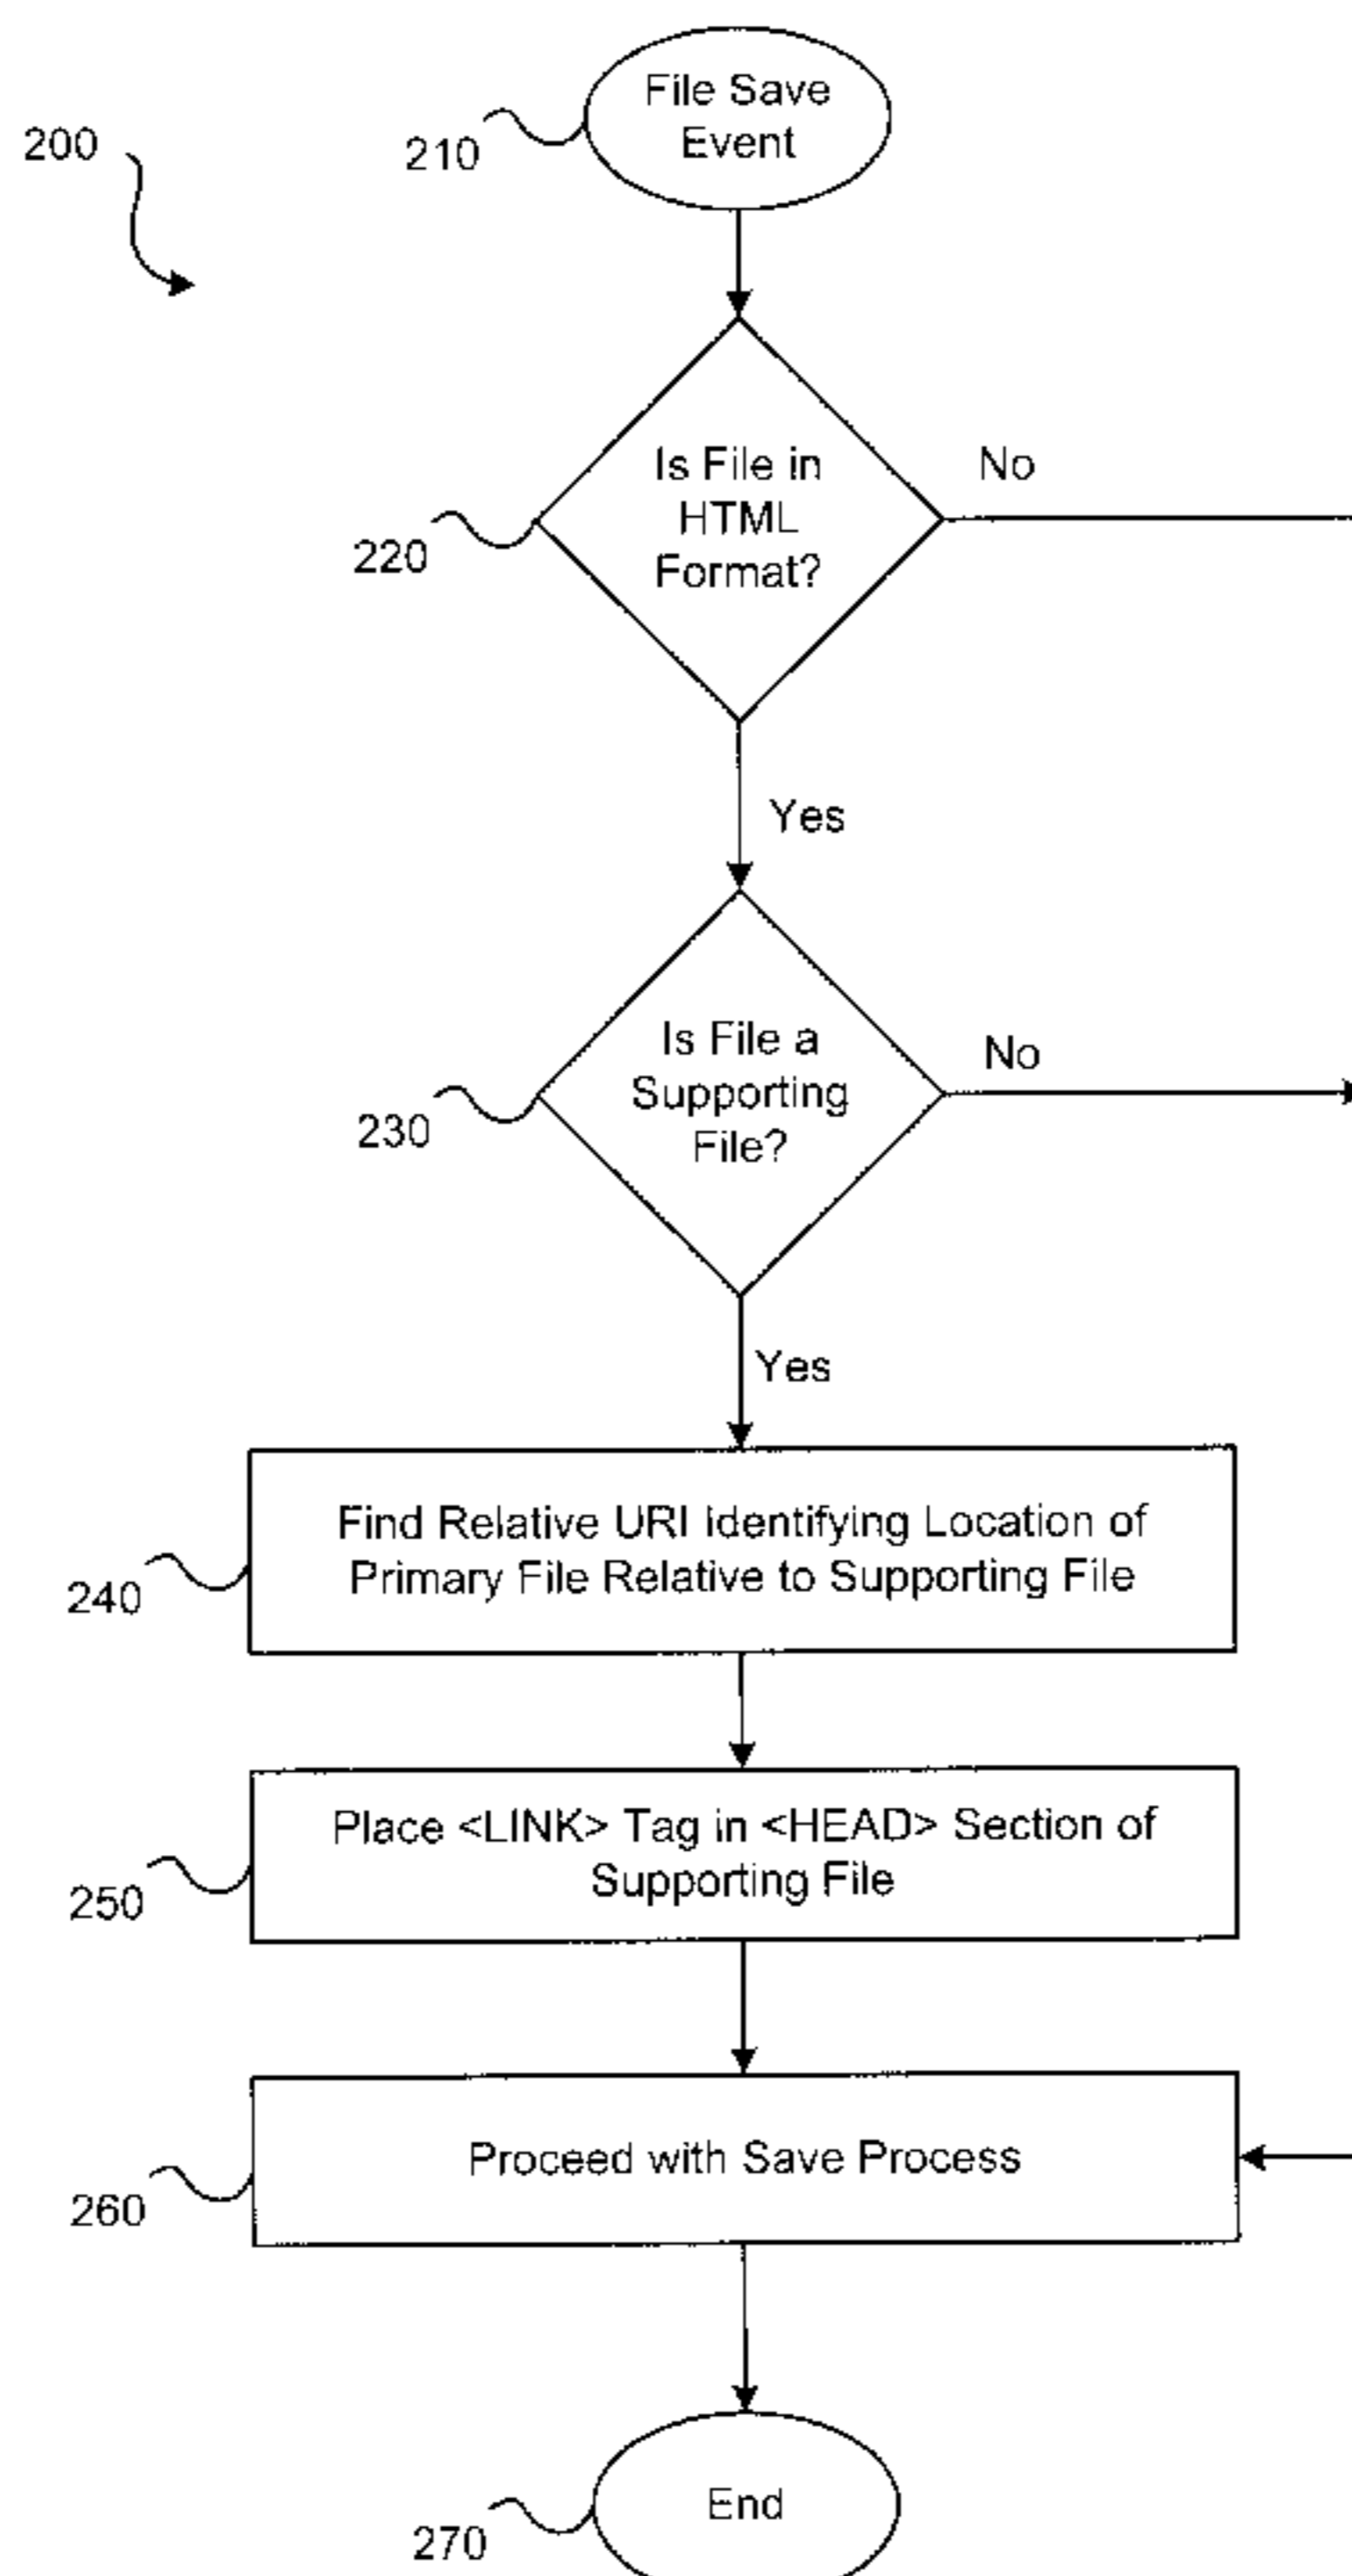 File Save
Event
200
210
Is File in
HTML
Format?
No
220
Yes
Is File a
Supporting
File?
No
230
Yes
Find Relative URI Identifying Location of
Primary File Relative to Supporting File
240
Place <LINK> Tag in <HEAD> Section of
Supporting File
250
Proceed with Save Process
260
End
270